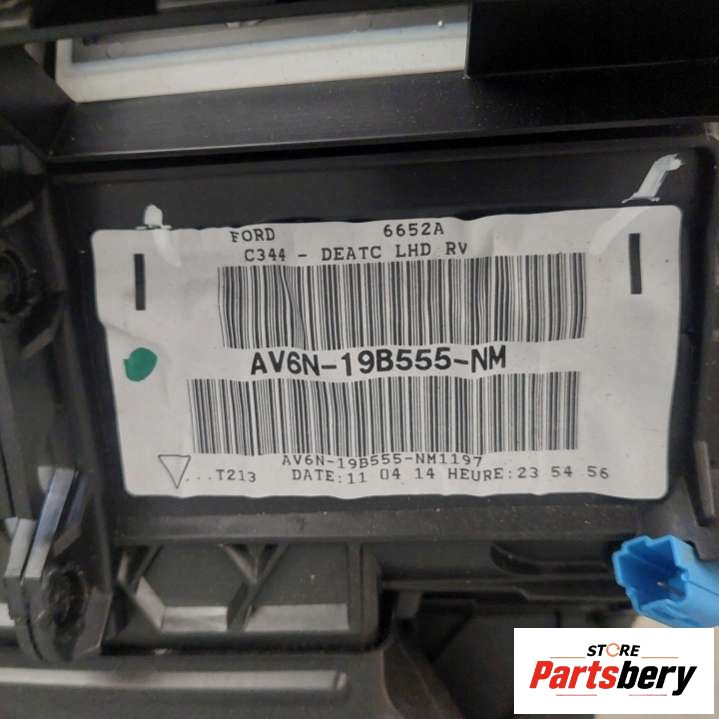 FORD 6652A
C344 - DEATC LHD RV
AV6N-19B555-NM
AV6N-19B555-NM1197
...T213 DATE:11 04 14 HEURE:23 54 56
STORE
Partsbery